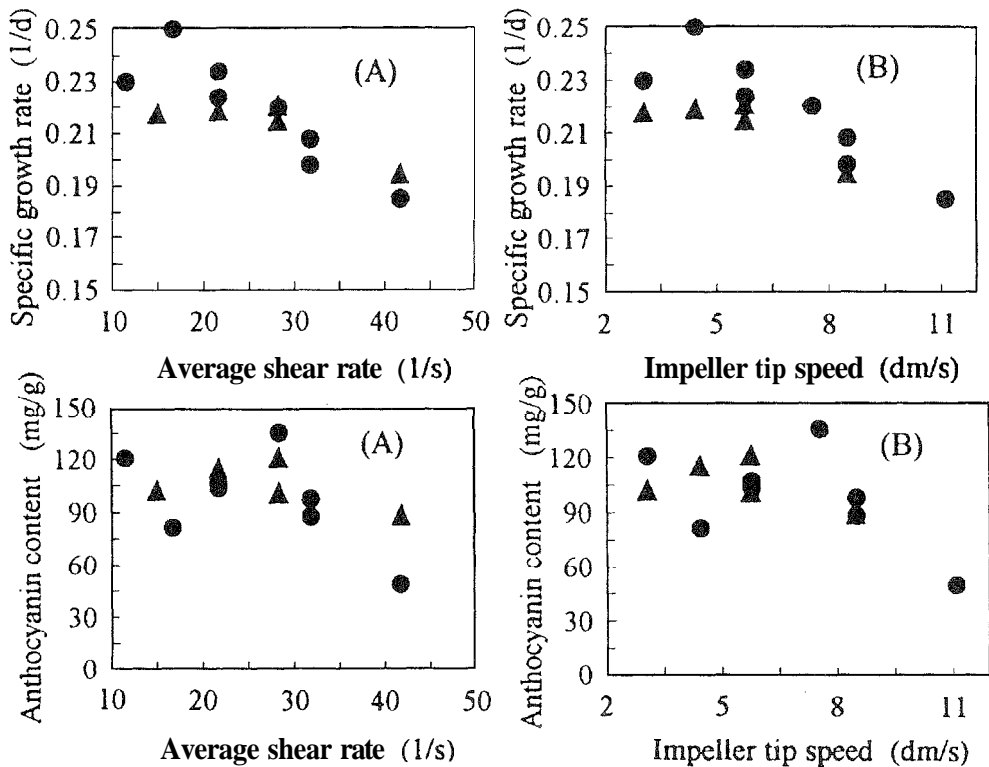 Specific growth rate (1/d)
0.25
0.23
0.21
0.19
0.17
0.15
(A)
10 20 30 40 50
Average shear rate (1/s)
Specific growth rate (1/d)
0.25
0.23
0.21
0.19
0.17
0.15
(B)
2 5 8 11
Impeller tip speed (dm/s)
Anthocyanin content (mg/g)
150
120
90
60
30
0
(A)
10 20 30 40 50
Average shear rate (1/s)
Anthocyanin content (mg/g)
150
120
90
60
30
0
(B)
2 5 8 11
Impeller tip speed (dm/s)